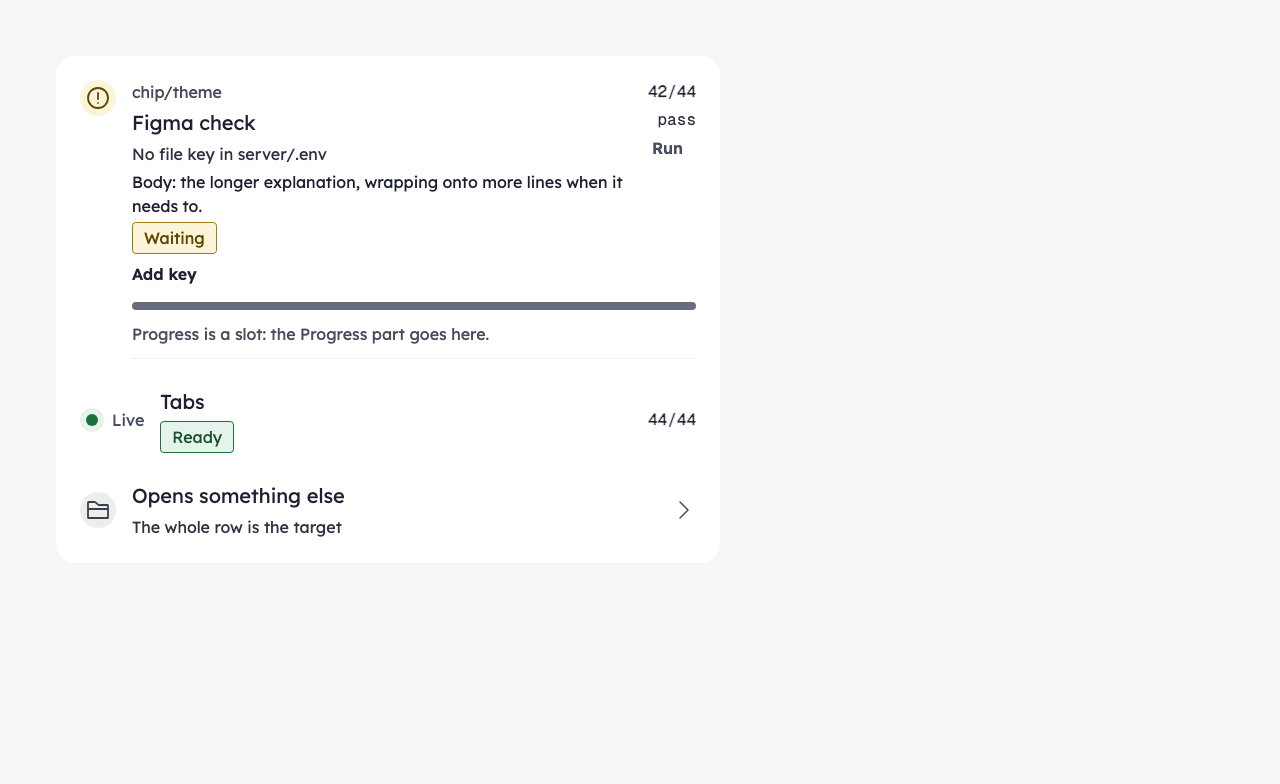 chip/theme
42/44
Figma check
pass
No file key in server/.env
Run
Body: the longer explanation, wrapping onto more lines when it
needs to.
Waiting
Add key
Progress is a slot: the Progress part goes here.
Live
Tabs
Ready
44/44
Opens something else
The whole row is the target